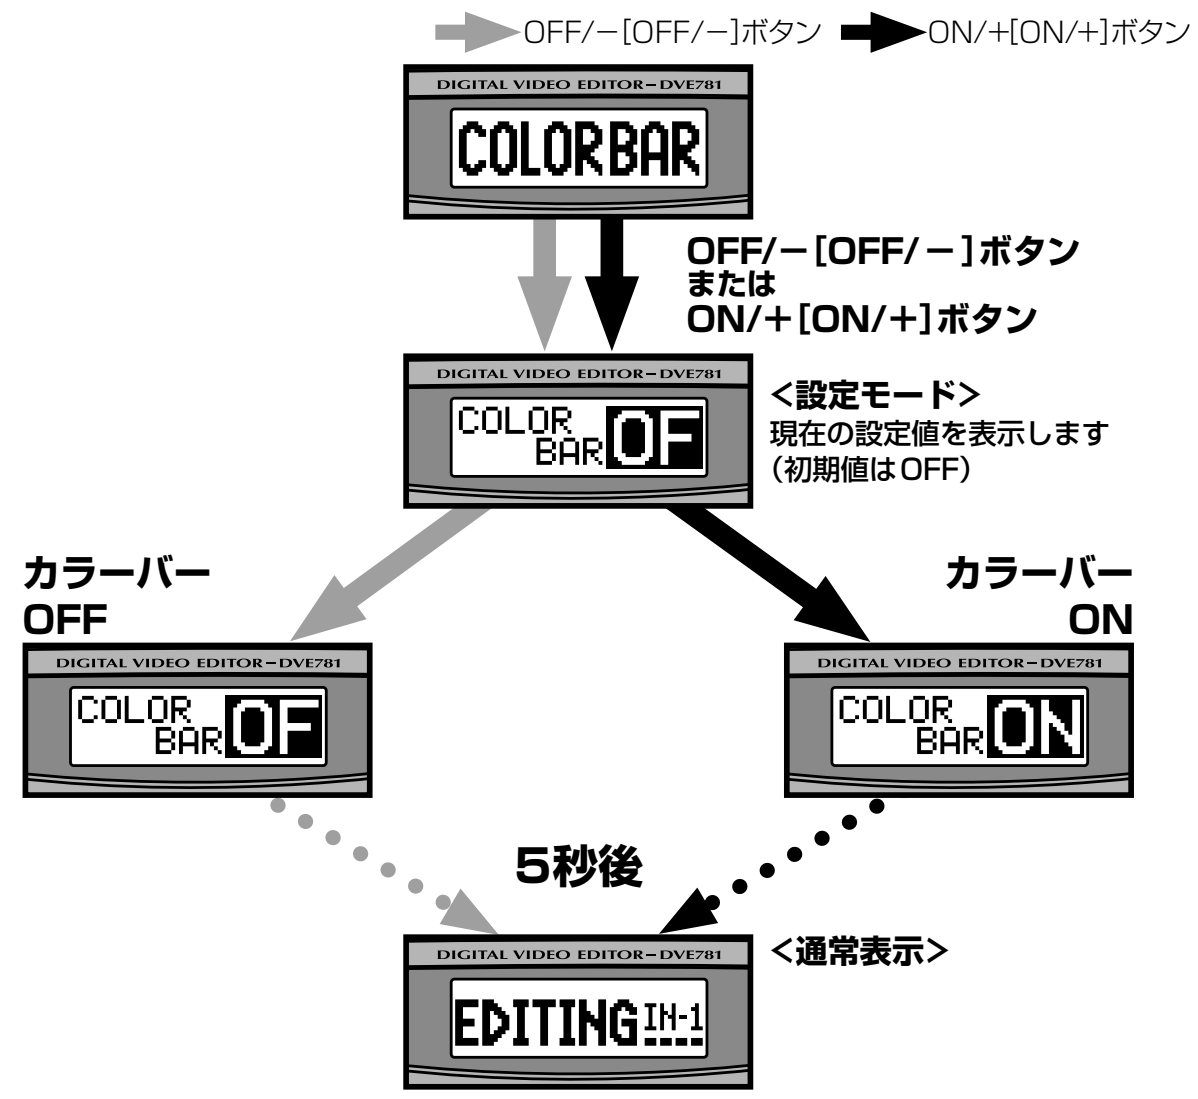 OFF/－[OFF/－]ボタン ON/＋[ON/＋]ボタン
DIGITAL VIDEO EDITOR−DVE781
COLORBAR
OFF/－[OFF/－]ボタン
または
ON/＋[ON/＋]ボタン
DIGITAL VIDEO EDITOR−DVE781
COLOR
BAR OF
＜設定モード＞
現在の設定値を表示します
（初期値はOFF）
カラーバー
OFF
DIGITAL VIDEO EDITOR−DVE781
COLOR
BAR OF
カラーバー
ON
DIGITAL VIDEO EDITOR−DVE781
COLOR
BAR ON
5秒後
DIGITAL VIDEO EDITOR−DVE781
EDITING IN-1
＜通常表示＞